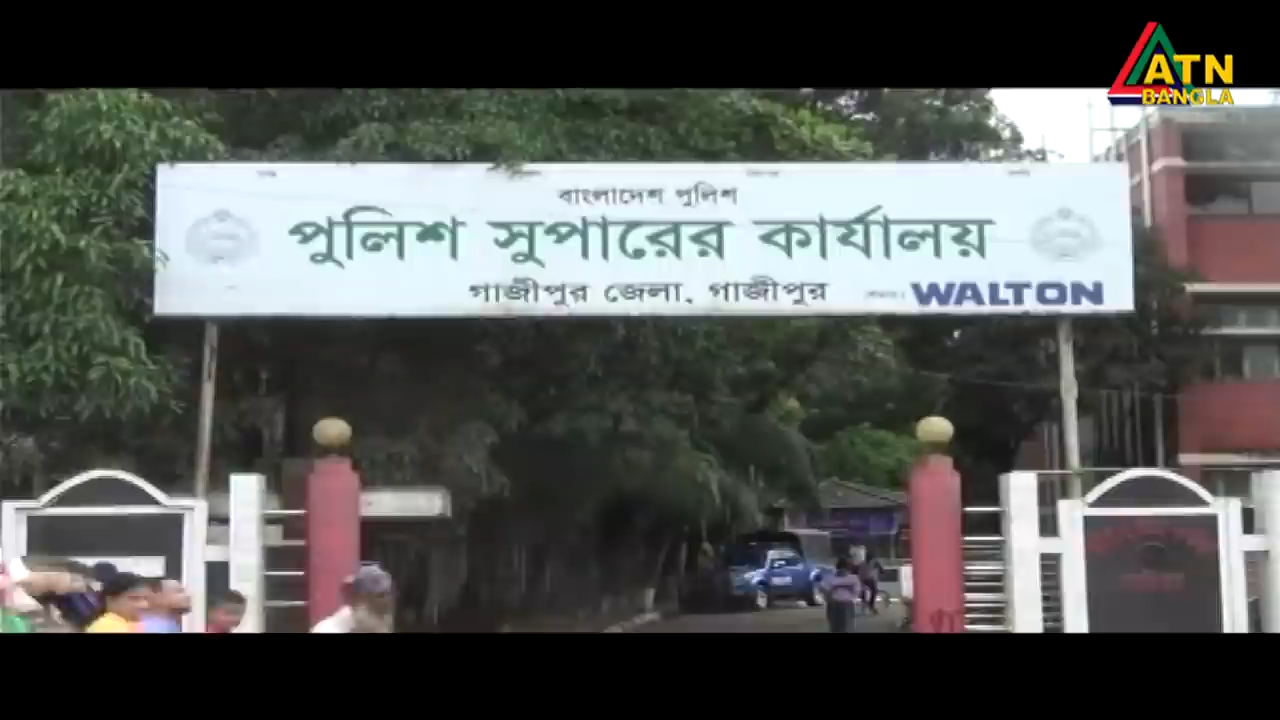 ATN
BANGLA
বাংলাদেশ পুলিশ
পুলিশ সুপারের কার্যালয়
গাজীপুর জেলা, গাজীপুর
WALTON